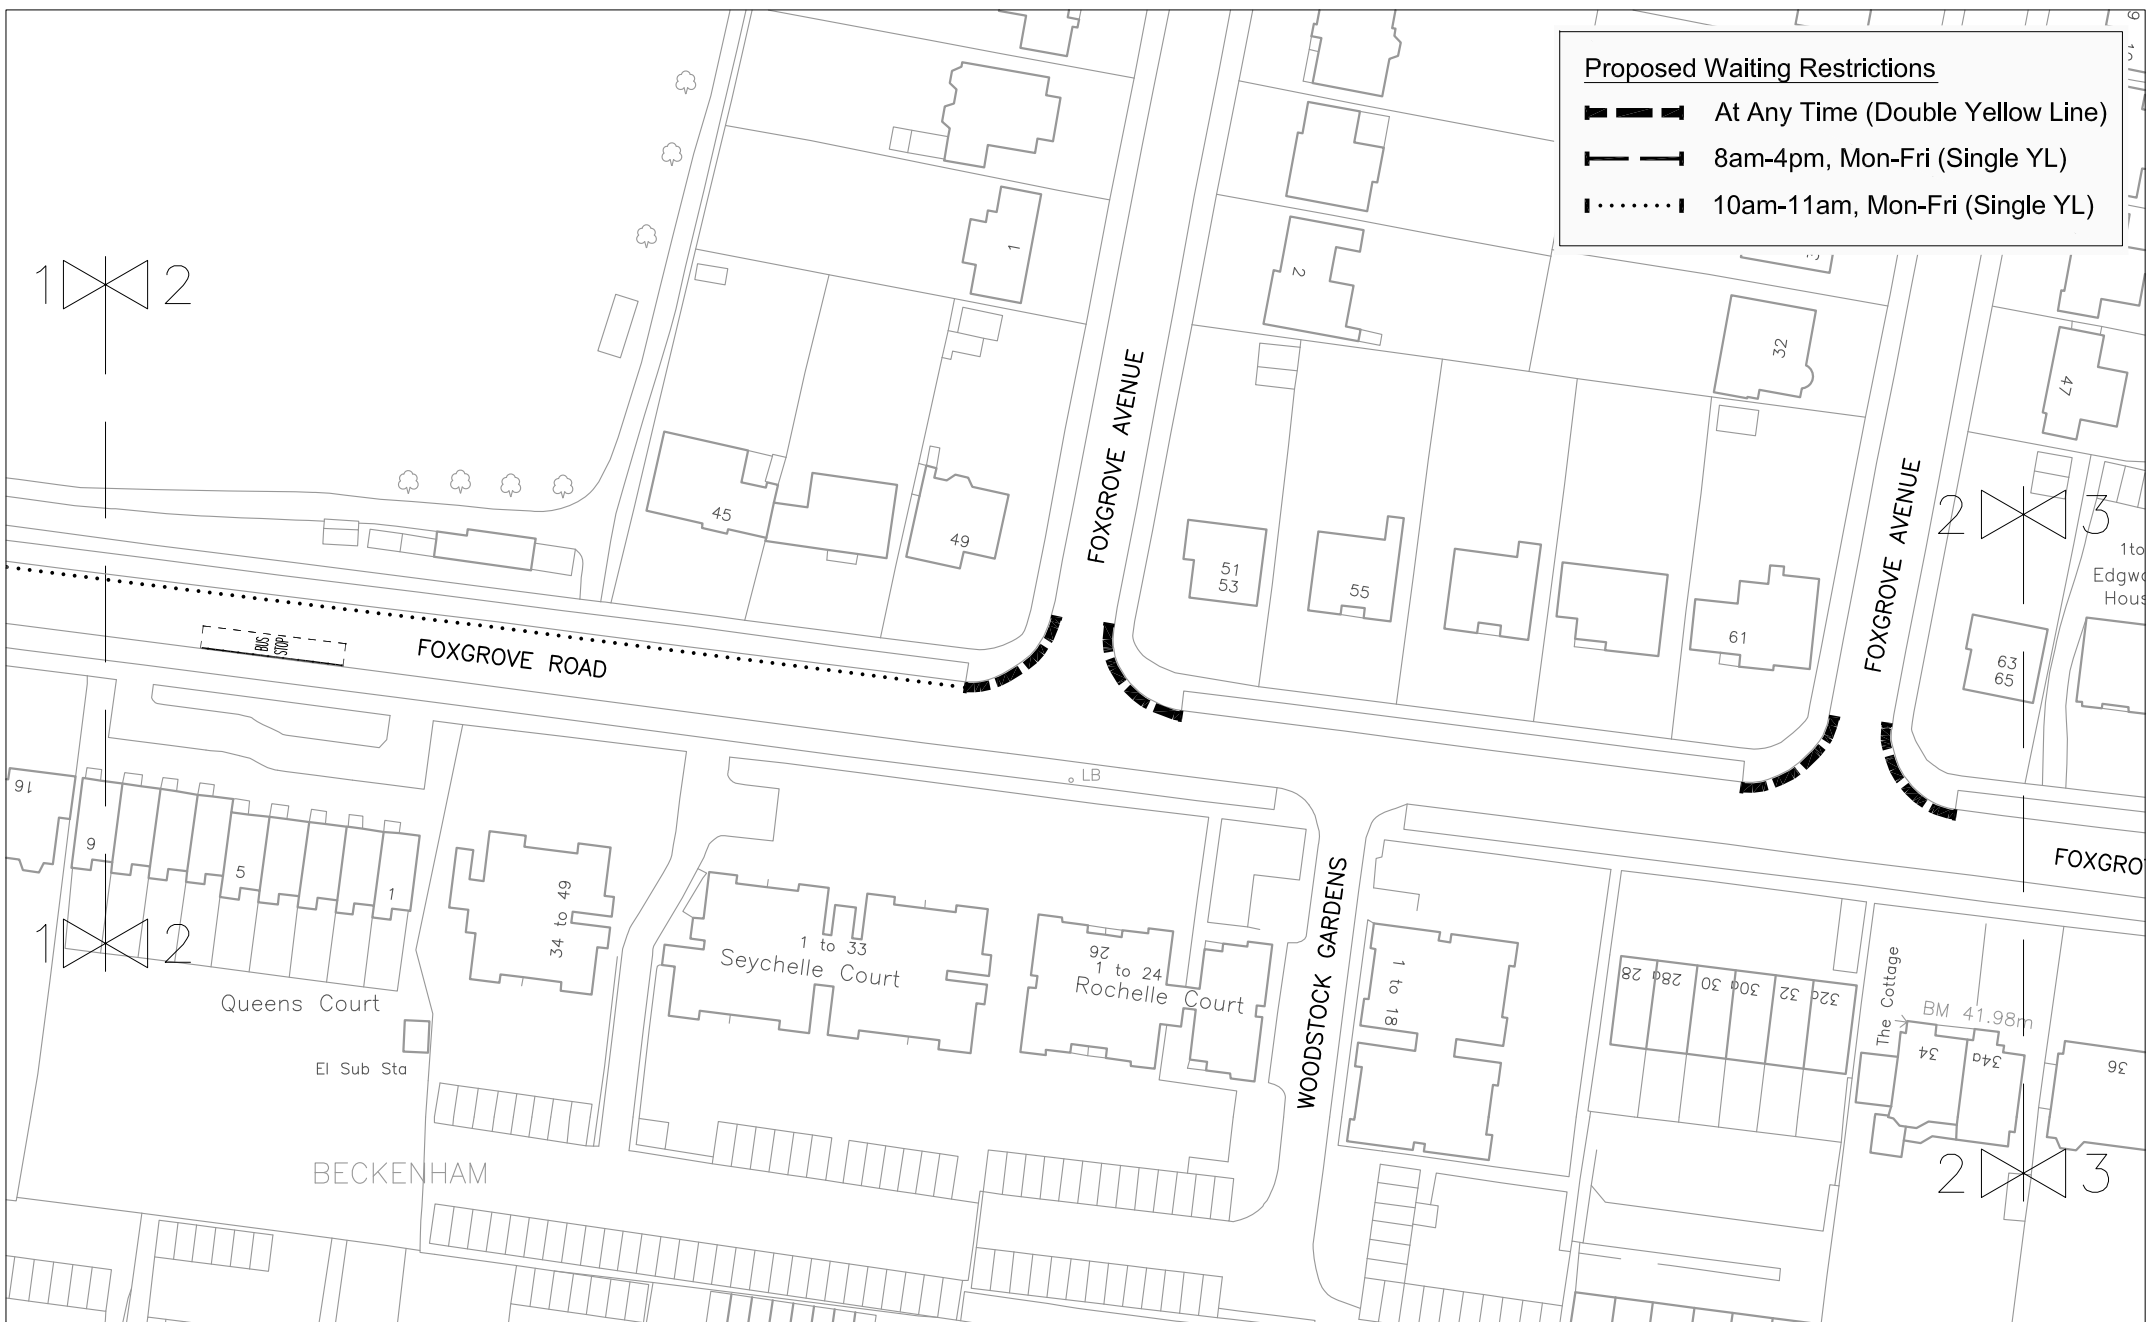 Proposed Waiting Restrictions
At Any Time (Double Yellow Line)
8am-4pm, Mon-Fri (Single YL)
10am-11am, Mon-Fri (Single YL)
1
2
1
2
32
47
FOXGROVE AVENUE
FOXGROVE AVENUE
45
49
51
53
55
61
63
65
2
3
1to
Edgwo
Hous
BUS
STOP
FOXGROVE ROAD
LB
FOXGRO
16
9
5
1
1
2
34 to 49
1 to 33
Seychelle Court
26
1 to 24
Rochelle Court
WOODSTOCK GARDENS
1 to 18
28
28a
30
30a
32
32a
The Cottage
BM 41.98m
34
34a
36
Queens Court
El Sub Sta
BECKENHAM
2
3